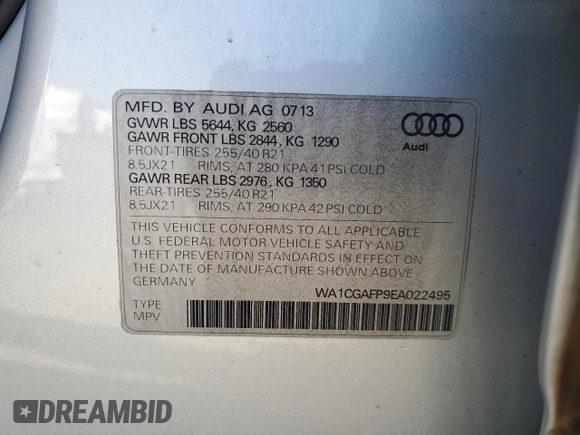 MFD. BY AUDI AG 0713
GVWR LBS 5644, KG 2560
GAWR FRONT LBS 2844, KG 1290
FRONT-TIRES 255/40 R21
8,5JX21 RIMS, AT 280 KPA 41 PSI COLD
GAWR REAR LBS 2976, KG 1350
REAR-TIRES 255/40 R21
8,5JX21 RIMS, AT 290 KPA 42 PSI COLD
Audi
THIS VEHICLE CONFORMS TO ALL APPLICABLE
U.S. FEDERAL MOTOR VEHICLE SAFETY AND
THEFT PREVENTION STANDARDS IN EFFECT ON
THE DATE OF MANUFACTURE SHOWN ABOVE.
GERMANY
WA1CGAFP9EA022495
TYPE
MPV
DREAMBID